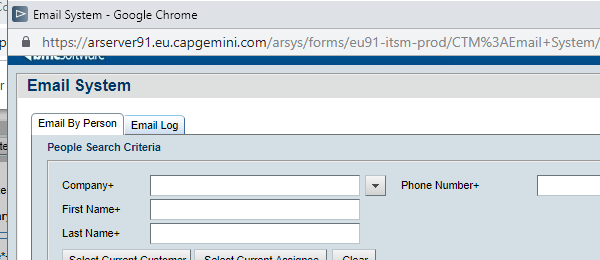 Email System - Google Chrome
https://arserver91.eu.capgemini.com/arsys/forms/eu91-itsm-prod/CTM%3AEmail+System/
bmcsoftware
Email System
Email By Person Email Log
People Search Criteria
Company+ Phone Number+
First Name+
Last Name+
Select Current Customer Select Current Assignee Clear